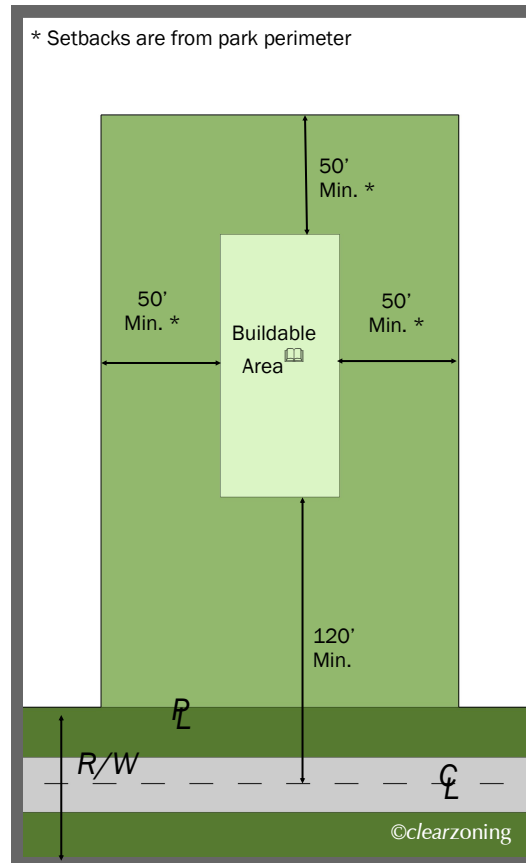 * Setbacks are from park perimeter
50'
Min. *
50'
Min. *
50'
Min. *
Buildable
Area
120'
Min.
PL
R/W
CL
©clearzoning